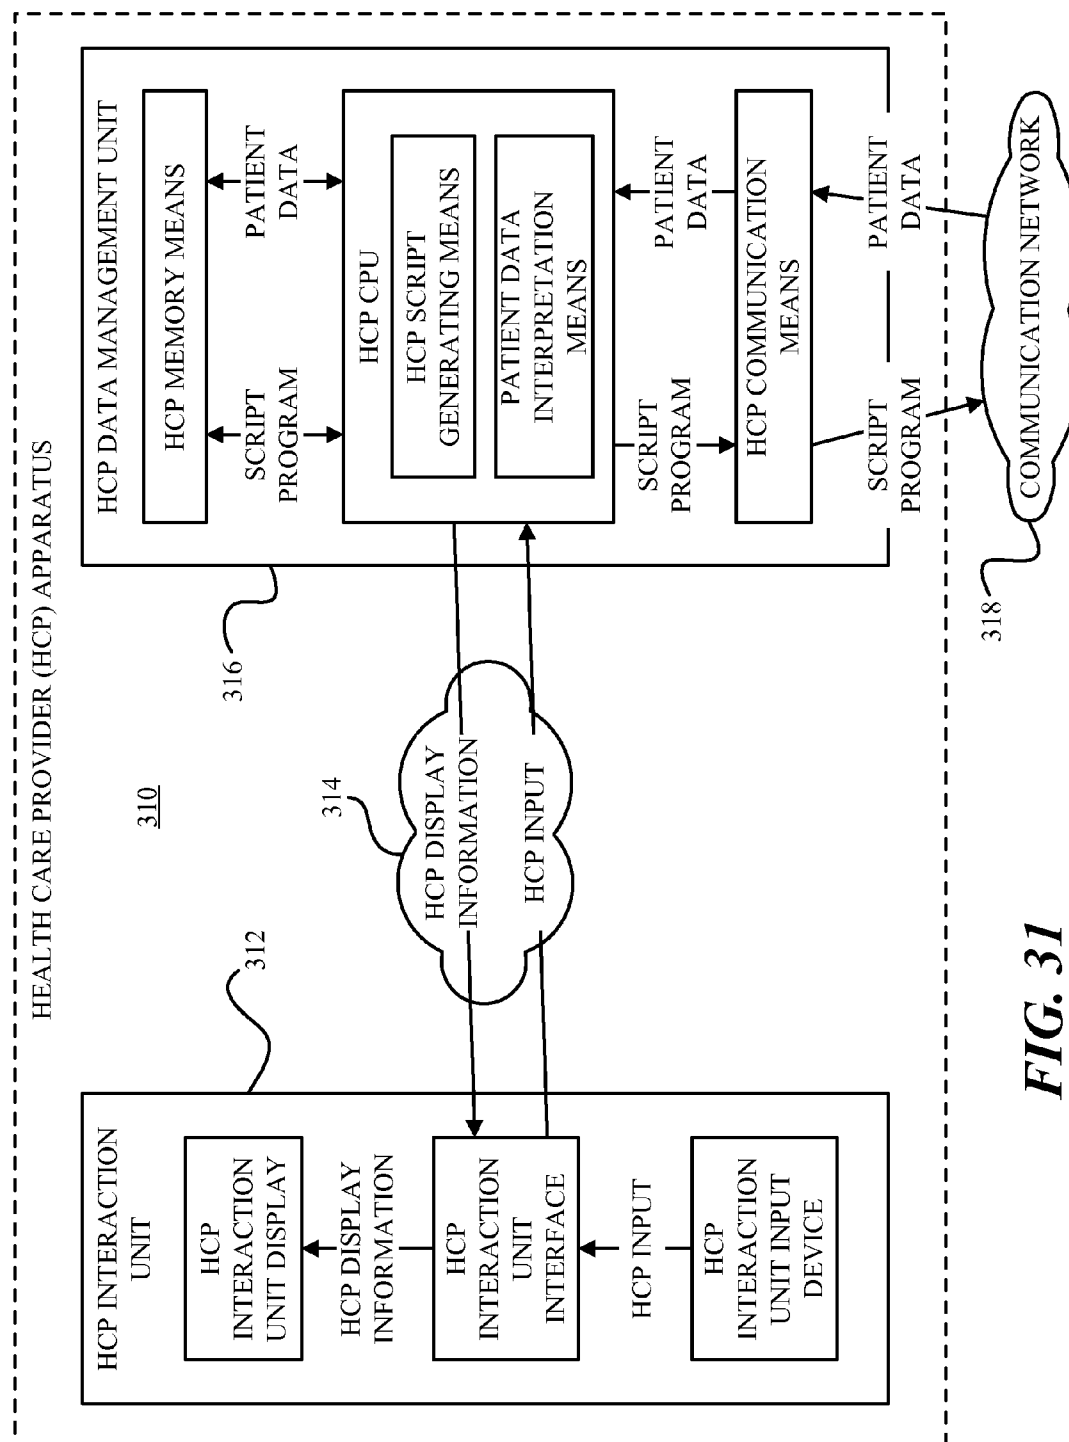 HEALTH CARE PROVIDER (HCP) APPARATUS
310
HCP INTERACTION
UNIT
312
HCP
INTERACTION
UNIT DISPLAY
HCP DISPLAY
INFORMATION
HCP
INTERACTION
UNIT
INTERFACE
HCP INPUT
HCP
INTERACTION
UNIT INPUT
DEVICE
314
HCP DISPLAY
INFORMATION
HCP INPUT
316
HCP DATA MANAGEMENT UNIT
HCP MEMORY MEANS
SCRIPT
PROGRAM
PATIENT
DATA
HCP CPU
HCP SCRIPT
GENERATING MEANS
PATIENT DATA
INTERPRETATION
MEANS
SCRIPT
PROGRAM
PATIENT
DATA
HCP COMMUNICATION
MEANS
SCRIPT
PROGRAM
PATIENT
DATA
318
COMMUNICATION NETWORK
FIG. 31